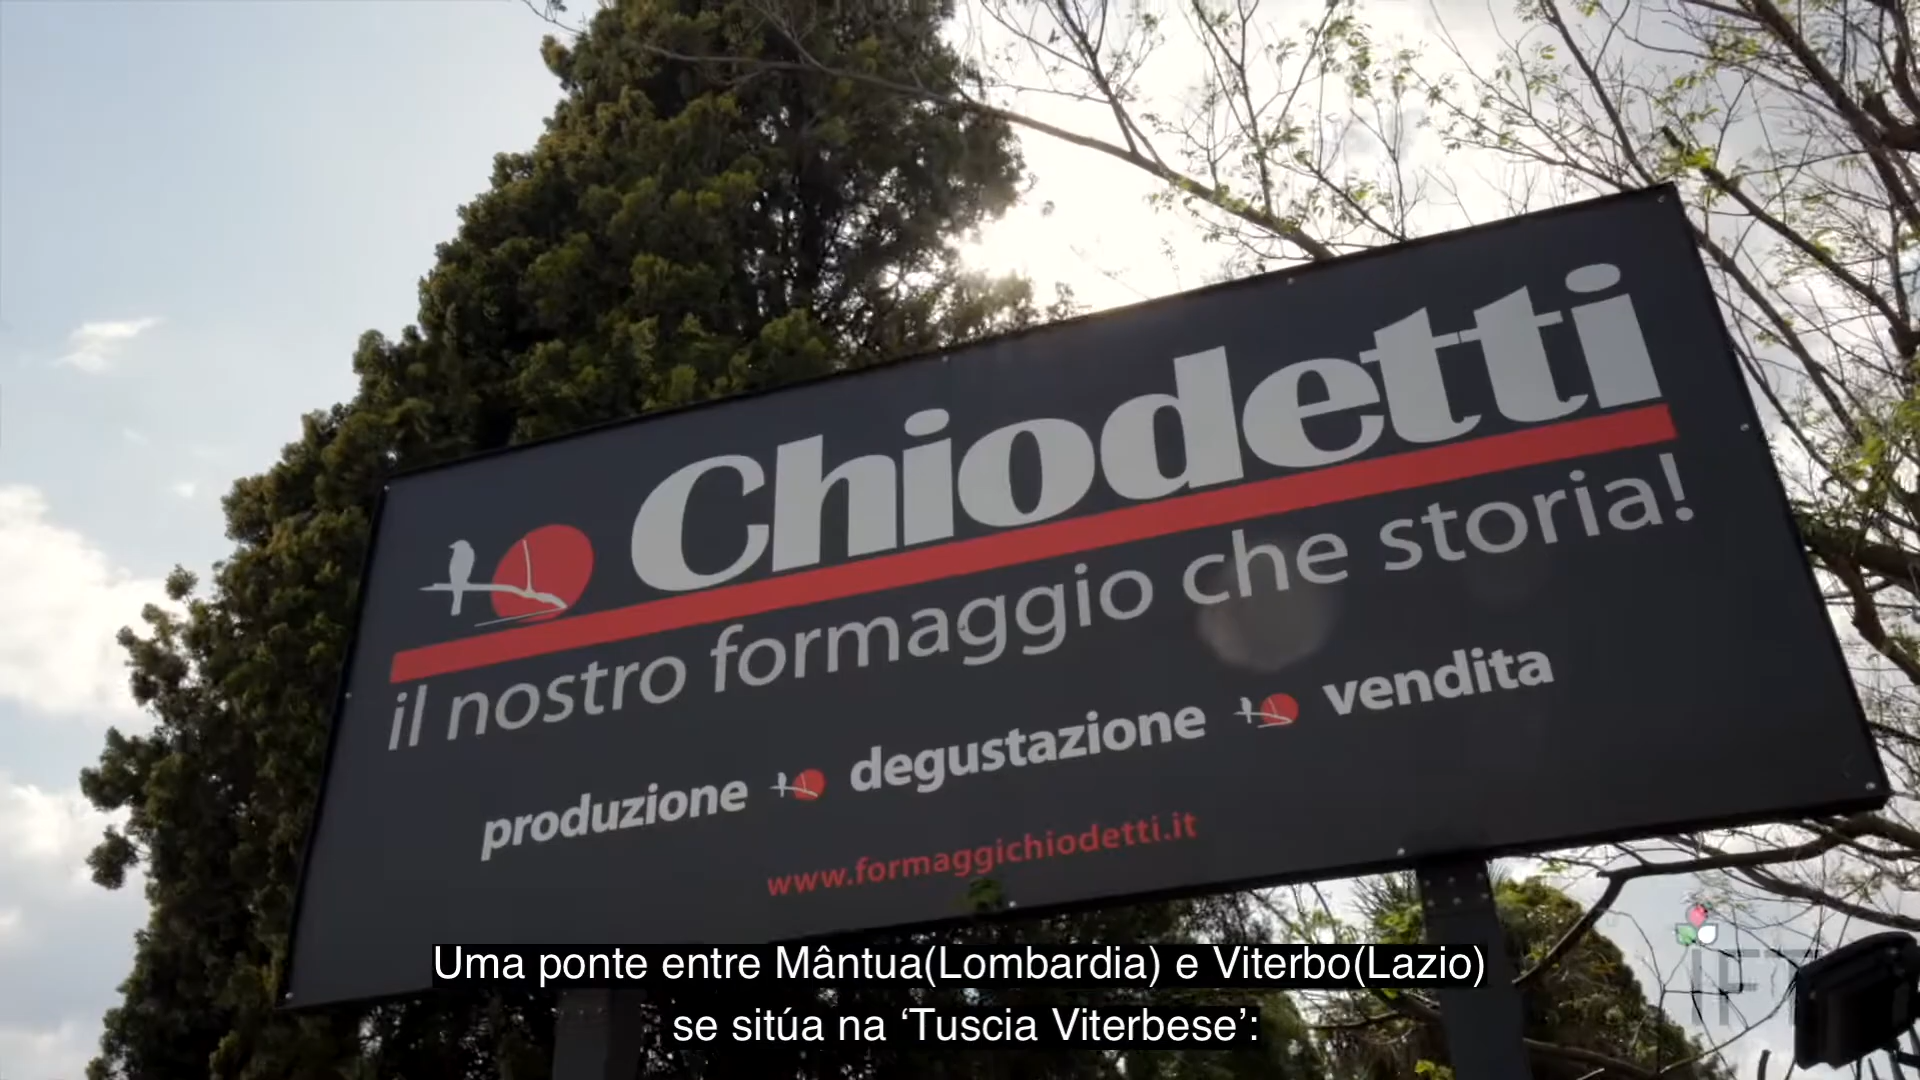 Chiodetti
il nostro formaggio che storia!
produzione degustazione vendita
www.formaggichiodetti.it
Uma ponte entre Mântua(Lombardia) e Viterbo(Lazio)
se sitúa na ‘Tuscia Viterbese’:
IFT